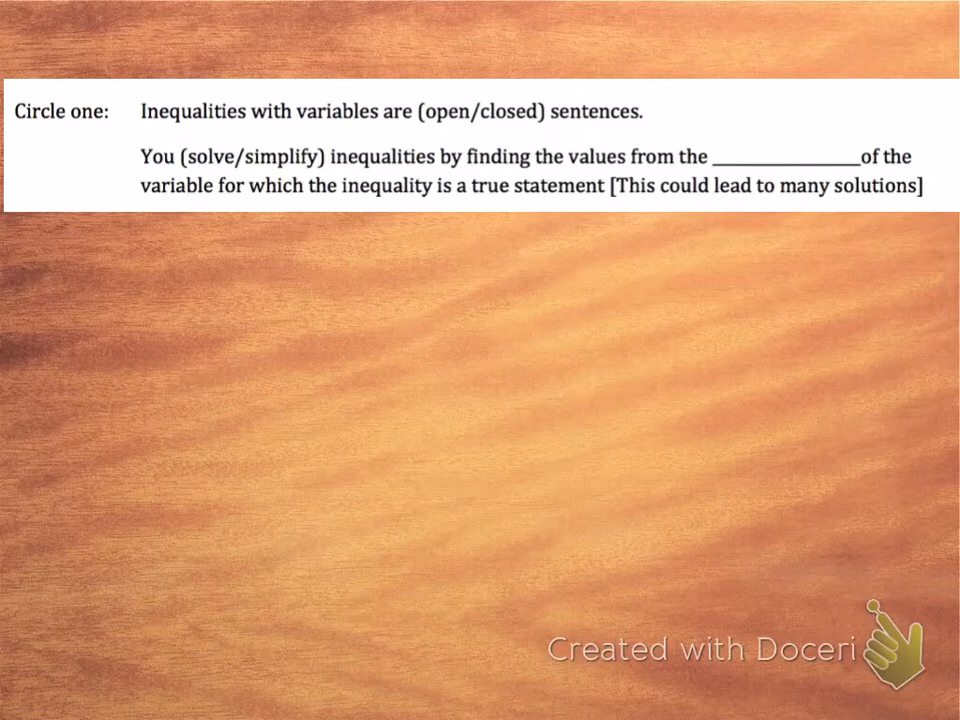 Circle one: Inequalities with variables are (open/closed) sentences.
You (solve/simplify) inequalities by finding the values from the _______________of the
variable for which the inequality is a true statement [This could lead to many solutions]
Created with Doceri